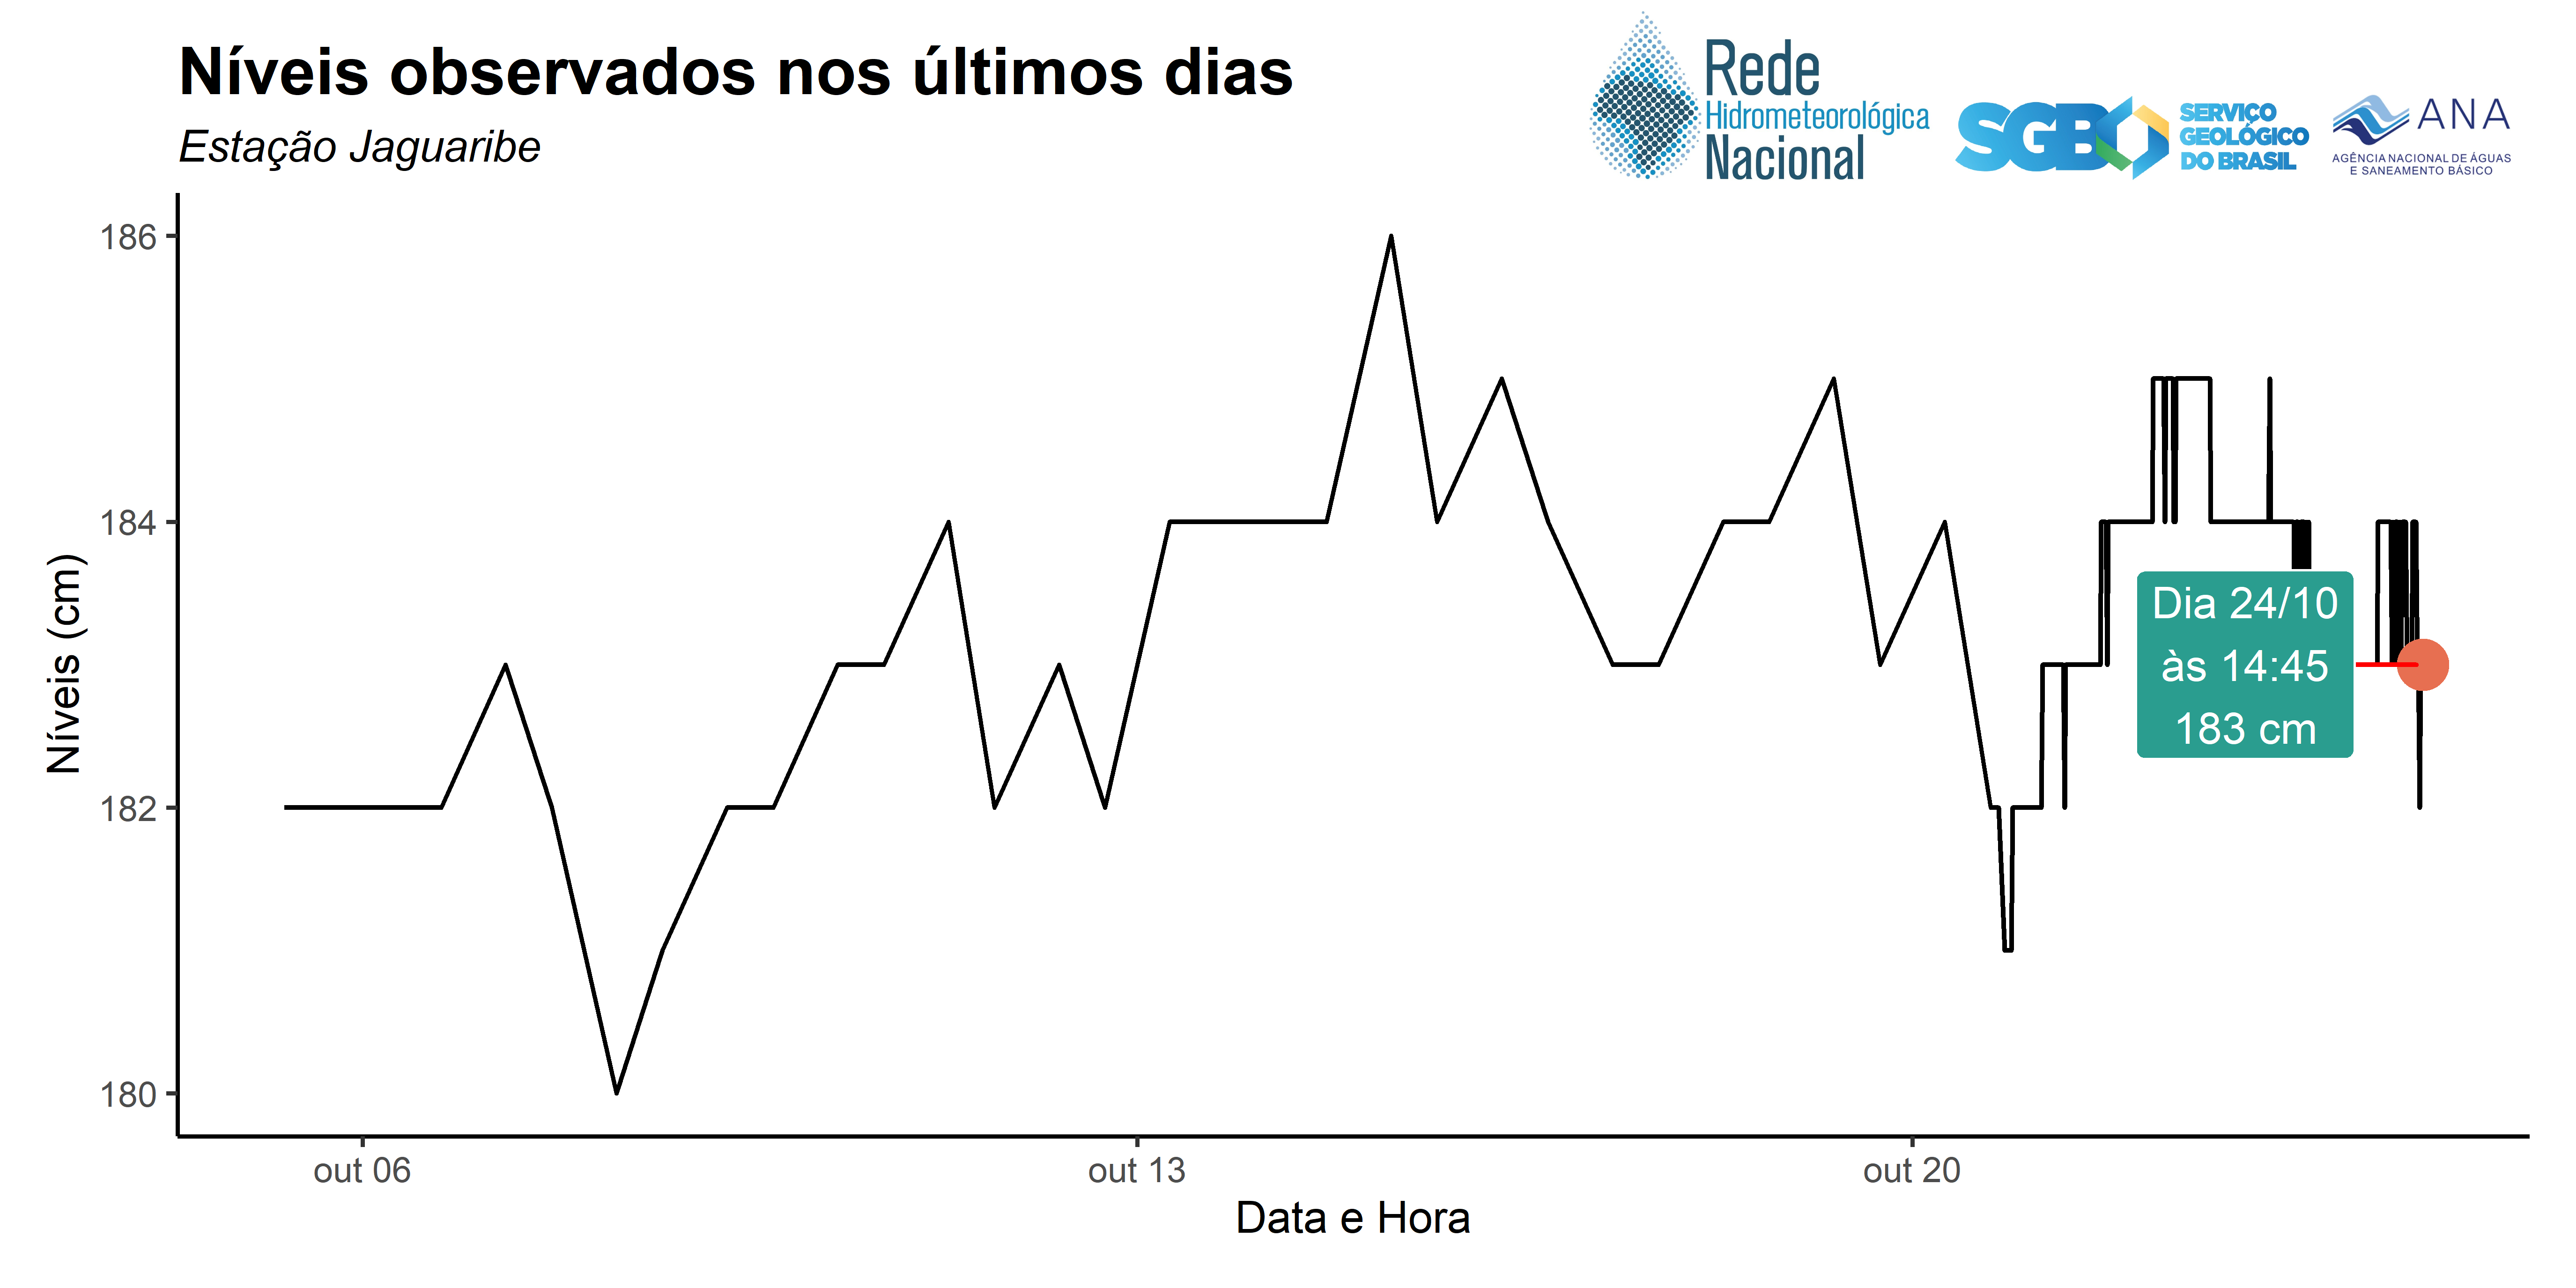 Níveis observados nos últimos dias
Estação Jaguaribe
Rede
Hidrometeorológica
Nacional
SGB
SERVIÇO
GEOLÓGICO
DO BRASIL
ANA
AGÊNCIA NACIONAL DE ÁGUAS
E SANEAMENTO BÁSICO
Níveis (cm)
186
184
182
180
Dia 24/10
às 14:45
183 cm
out 06
out 13
out 20
Data e Hora